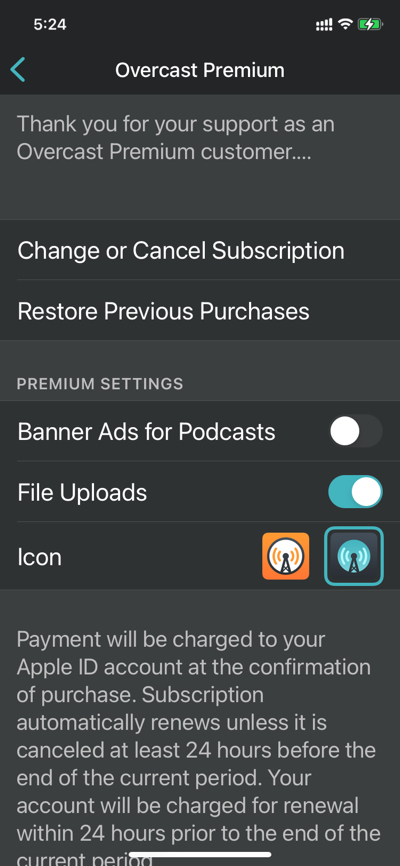 5:24
Overcast Premium
Thank you for your support as an
Overcast Premium customer....
Change or Cancel Subscription
Restore Previous Purchases
PREMIUM SETTINGS
Banner Ads for Podcasts
File Uploads
Icon
Payment will be charged to your
Apple ID account at the confirmation
of purchase. Subscription
automatically renews unless it is
canceled at least 24 hours before the
end of the current period. Your
account will be charged for renewal
within 24 hours prior to the end of the
current period